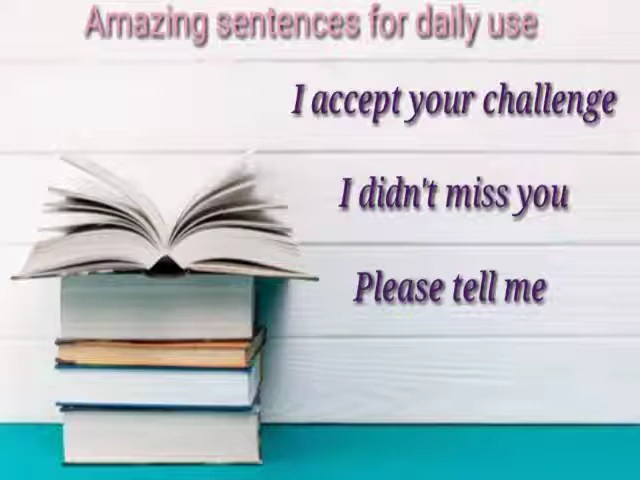 Amazing sentences for daily use
I accept your challenge
I didn't miss you
Please tell me